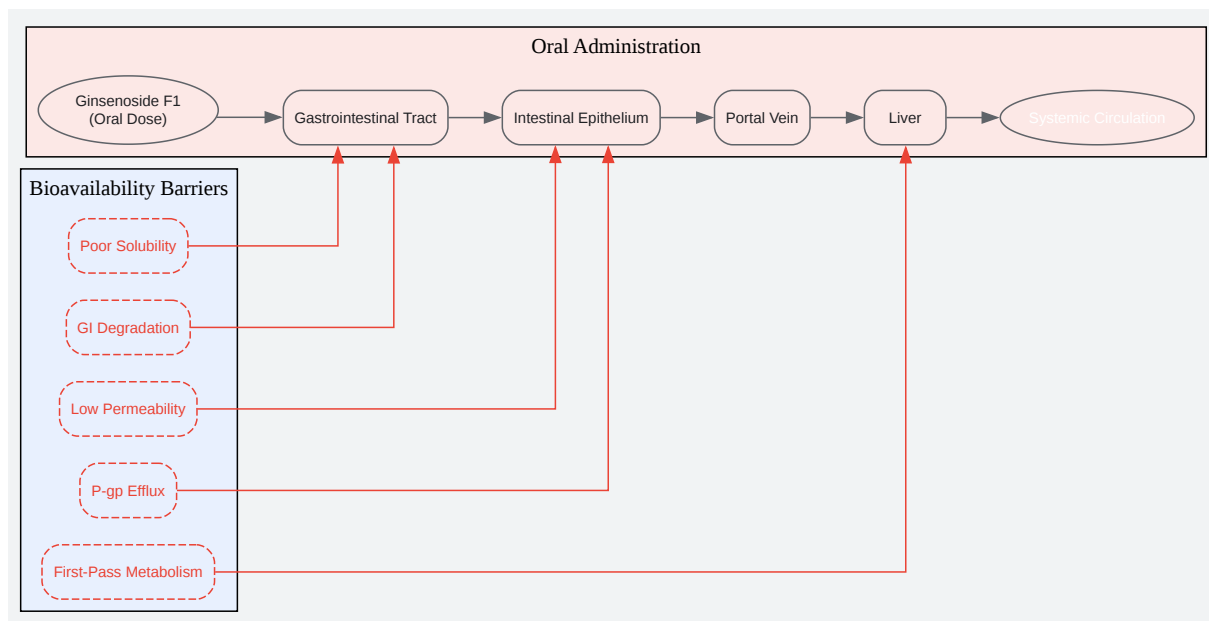 Oral Administration
Ginsenoside F1
(Oral Dose)
Gastrointestinal Tract
Intestinal Epithelium
Portal Vein
Liver
Systemic Circulation
Bioavailability Barriers
Poor Solubility
GI Degradation
Low Permeability
P-gp Efflux
First-Pass Metabolism